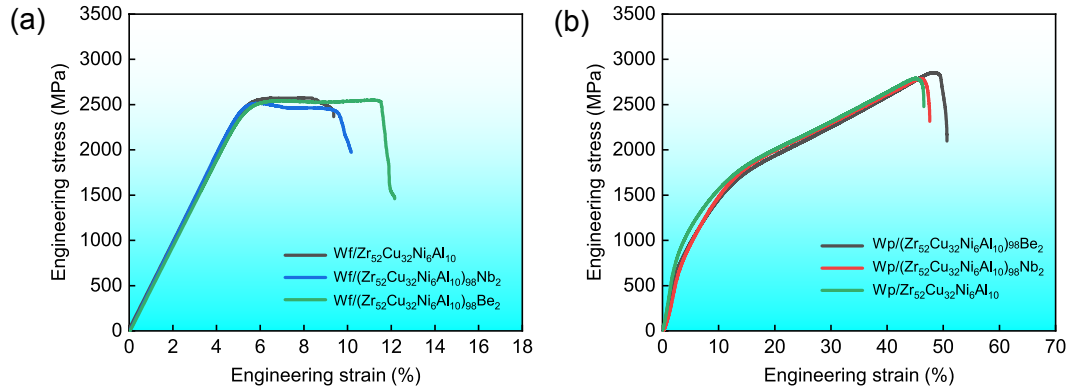 (a)
Engineering stress (MPa)
3500
3000
2500
2000
1500
1000
500
0
Wf/Zr₅₂Cu₃₂Ni₆Al₁₀
Wf/(Zr₅₂Cu₃₂Ni₆Al₁₀)₉₈Nb₂
Wf/(Zr₅₂Cu₃₂Ni₆Al₁₀)₉₈Be₂
0 2 4 6 8 10 12 14 16 18
Engineering strain (%)
(b)
Engineering stress (MPa)
3500
3000
2500
2000
1500
1000
500
0
Wp/(Zr₅₂Cu₃₂Ni₆Al₁₀)₉₈Be₂
Wp/(Zr₅₂Cu₃₂Ni₆Al₁₀)₉₈Nb₂
Wp/Zr₅₂Cu₃₂Ni₆Al₁₀
0 10 20 30 40 50 60 70
Engineering strain (%)